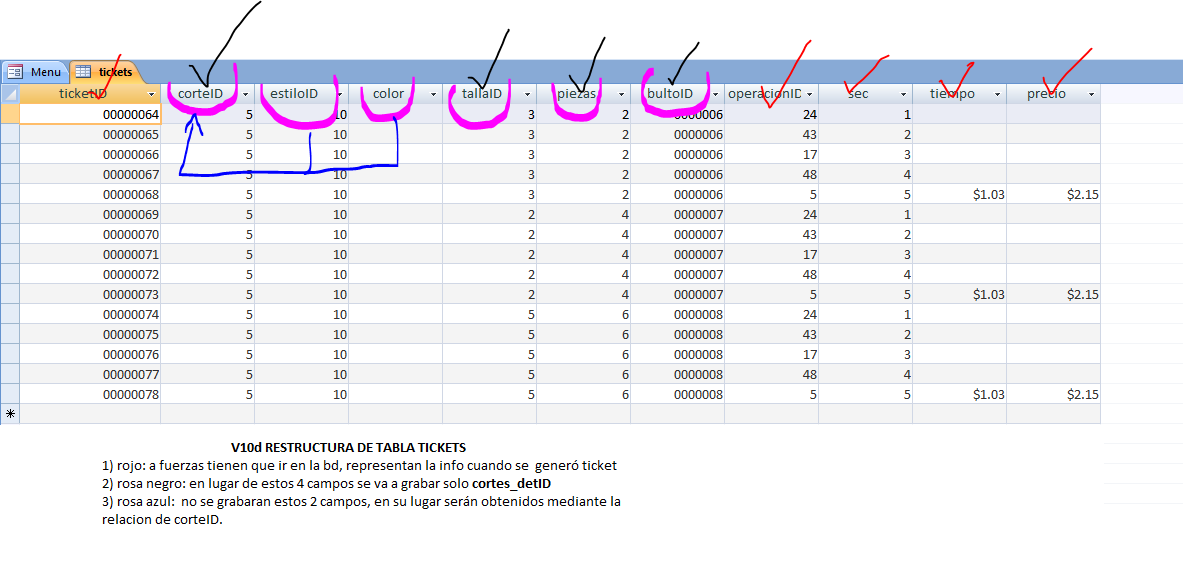 Menu tickets
ticketID corteID estiloID color tallaID piezas bultoID operacionID sec tiempo precio
00000064 5 10 3 2 0000006 24 1
00000065 5 10 3 2 0000006 43 2
00000066 5 10 3 2 0000006 17 3
00000067 5 10 3 2 0000006 48 4
00000068 5 10 3 2 0000006 5 5 $1.03 $2.15
00000069 5 10 2 4 0000007 24 1
00000070 5 10 2 4 0000007 43 2
00000071 5 10 2 4 0000007 17 3
00000072 5 10 2 4 0000007 48 4
00000073 5 10 2 4 0000007 5 5 $1.03 $2.15
00000074 5 10 5 6 0000008 24 1
00000075 5 10 5 6 0000008 43 2
00000076 5 10 5 6 0000008 17 3
00000077 5 10 5 6 0000008 48 4
00000078 5 10 5 6 0000008 5 5 $1.03 $2.15
V10d RESTRUCTURA DE TABLA TICKETS
1) rojo: a fuerzas tienen que ir en la bd, representan la info cuando se generó ticket
2) rosa negro: en lugar de estos 4 campos se va a grabar solo cortes_detID
3) rosa azul: no se grabaran estos 2 campos, en su lugar serán obtenidos mediante la
relacion de corteID.